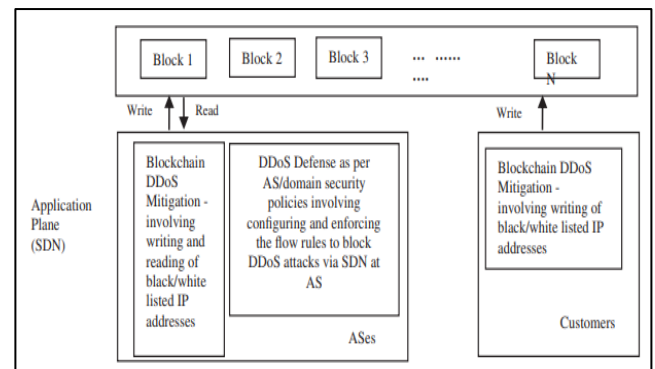 Block 1
Block 2
Block 3
... ......
....
Block
N
Write
Read
Write
Application
Plane
(SDN)
Blockchain
DDoS
Mitigation -
involving
writing and
reading of
black/white
listed IP
addresses
DDoS Defense as per
AS/domain security
policies involving
configuring and enforcing
the flow rules to block
DDoS attacks via SDN at
AS
ASes
Blockchain DDoS
Mitigation -
involving writing of
black/white listed IP
addresses
Customers